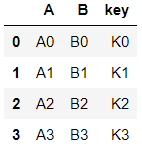 A B key
0 A0 B0 K0
1 A1 B1 K1
2 A2 B2 K2
3 A3 B3 K3